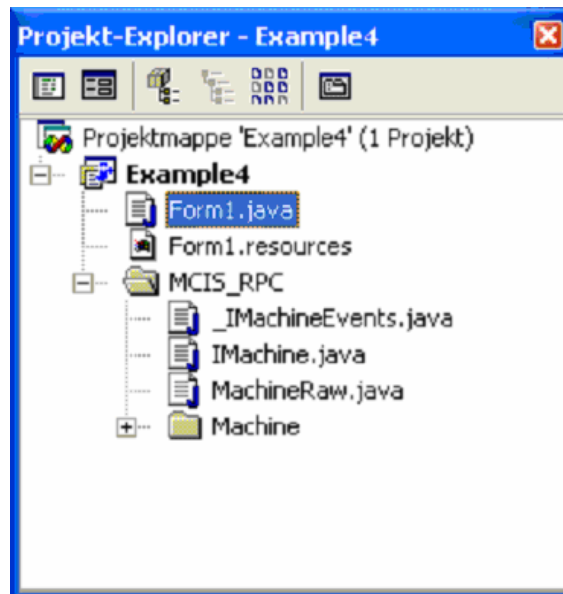 Projekt-Explorer - Example4
Projektmappe 'Example4' (1 Projekt)
Example4
Form1.java
Form1.resources
MCIS_RPC
_IMachineEvents.java
IMachine.java
MachineRaw.java
Machine